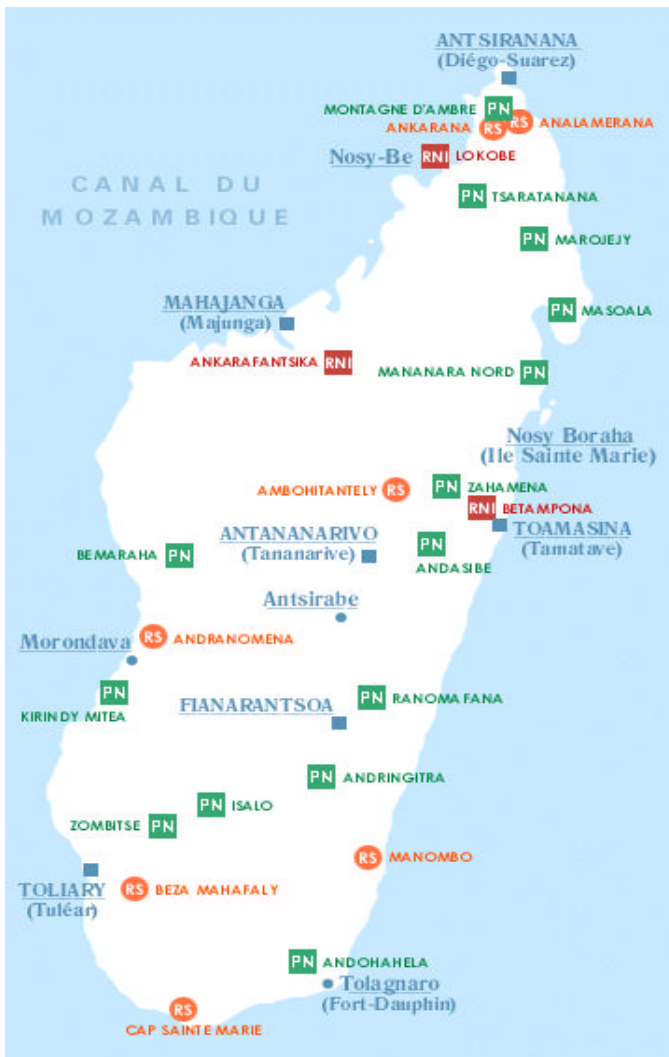 ANTSIRANANA
(Diégo-Suarez)
MONTAGNE D'AMBRE PN
ANKARANA RS
RS ANALAMERANA
Nosy-Be RNI LOKOBE
CANAL DU
MOZAMBIQUE
PN TSARATANANA
PN MAROJEJY
MAHAJANGA
(Majunga)
PN MASOALA
ANKARAFANTSIKA RNI
MANANARA NORD PN
Nosy Boraha
(Ile Sainte Marie)
AMBOHITANTELY RS
PN ZAHAMENA
RNI BETAMPONA
ANTANANARIVO
(Tananarive)
TOAMASINA
(Tamatave)
BEMARAHA PN
PN
ANDASIBE
Antsirabe
Morondava
RS ANDRANOMENA
PN
KIRINDY MITEA
FIANARANTSOA
PN RANOMAFANA
PN ANDRINGITRA
PN ISALO
ZOMBITSE PN
RS MANOMBO
TOLIARY
(Tuléar)
RS BEZA MAHAFALY
PN ANDOHAHELA
Tolagnaro
(Fort-Dauphin)
RS
CAP SAINTE MARIE